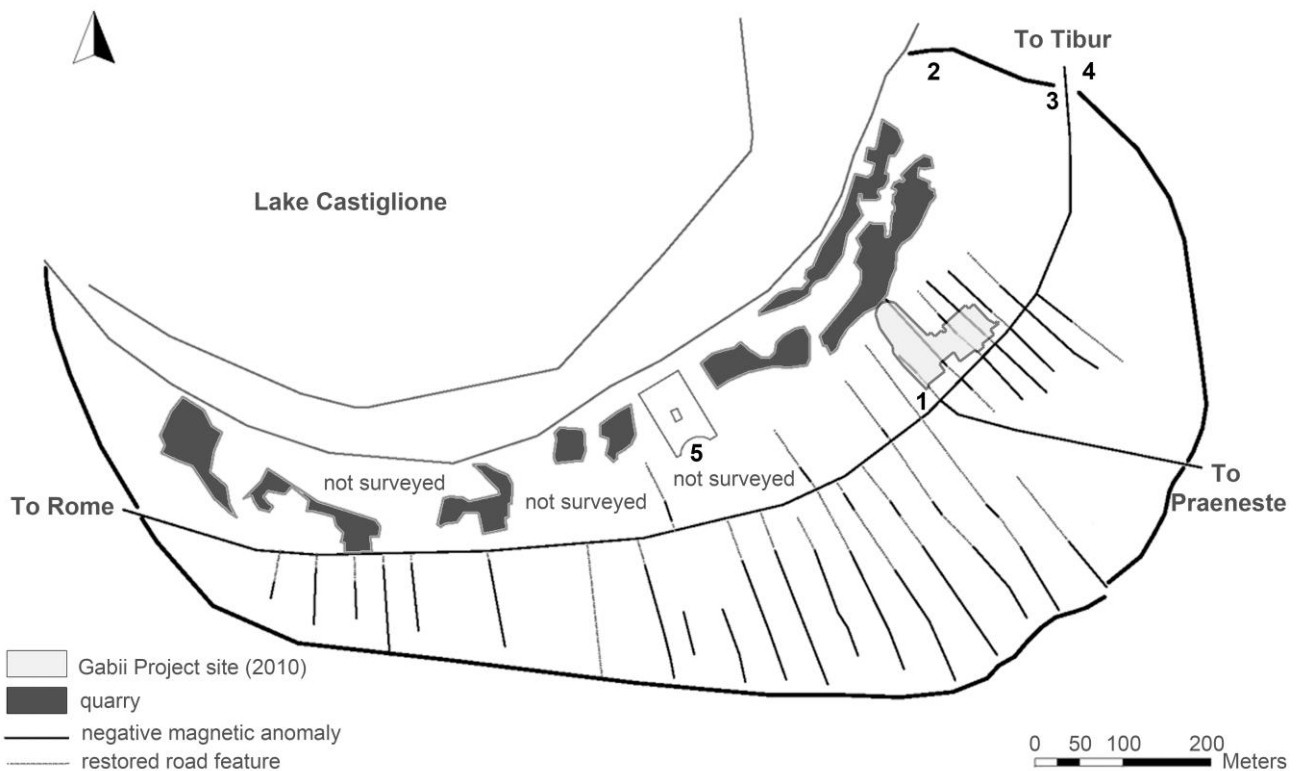 To Tibur
2
4
3
Lake Castiglione
1
5
not surveyed
not surveyed
not surveyed
To Rome
To
Praeneste
Gabii Project site (2010)
quarry
negative magnetic anomaly
restored road feature
0 50 100 200
Meters